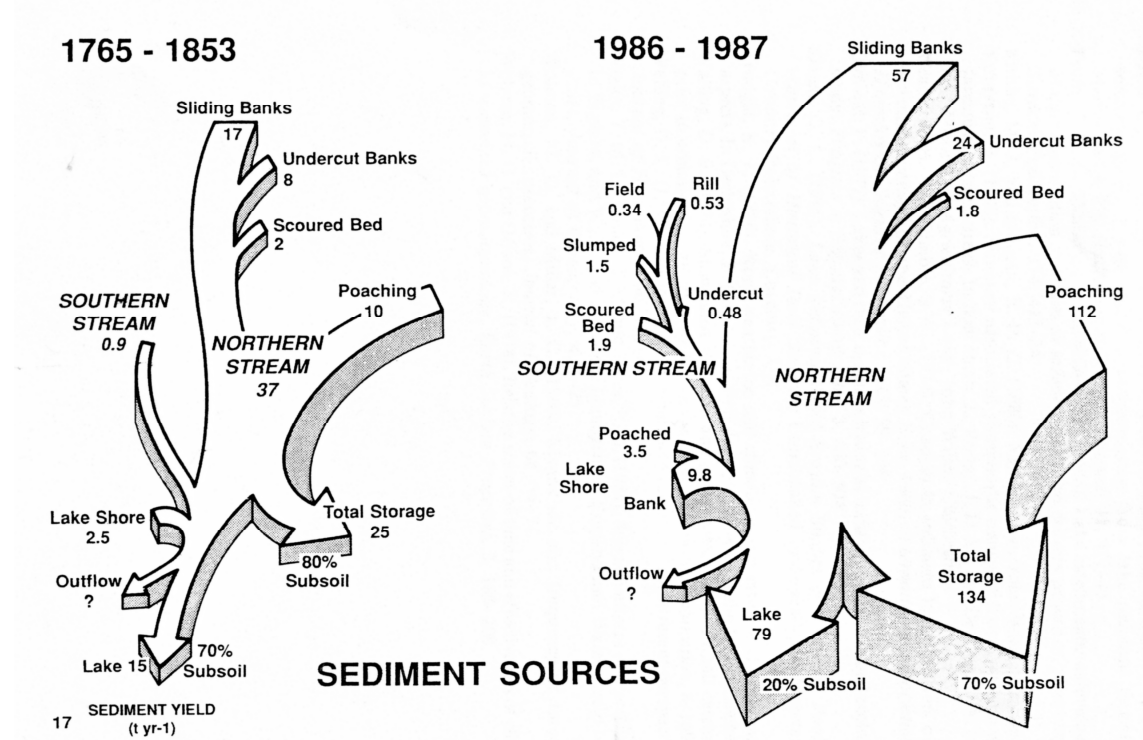 1765 - 1853
Sliding Banks
17
Undercut Banks
8
Scoured Bed
2
Poaching
10
SOUTHERN
STREAM
0.9
NORTHERN
STREAM
37
Lake Shore
2.5
Total Storage
25
80%
Subsoil
Outflow
?
70%
Subsoil
Lake 15
17
SEDIMENT YIELD
(t yr-1)
SEDIMENT SOURCES
1986 - 1987
Sliding Banks
57
24
Undercut Banks
Scoured Bed
1.8
Field
0.34
Rill
0.53
Slumped
1.5
Undercut
0.48
Scoured
Bed
1.9
SOUTHERN STREAM
NORTHERN
STREAM
Poaching
112
Poached
3.5
Lake
Shore
9.8
Bank
Outflow
?
Lake
79
20% Subsoil
Total
Storage
134
70% Subsoil